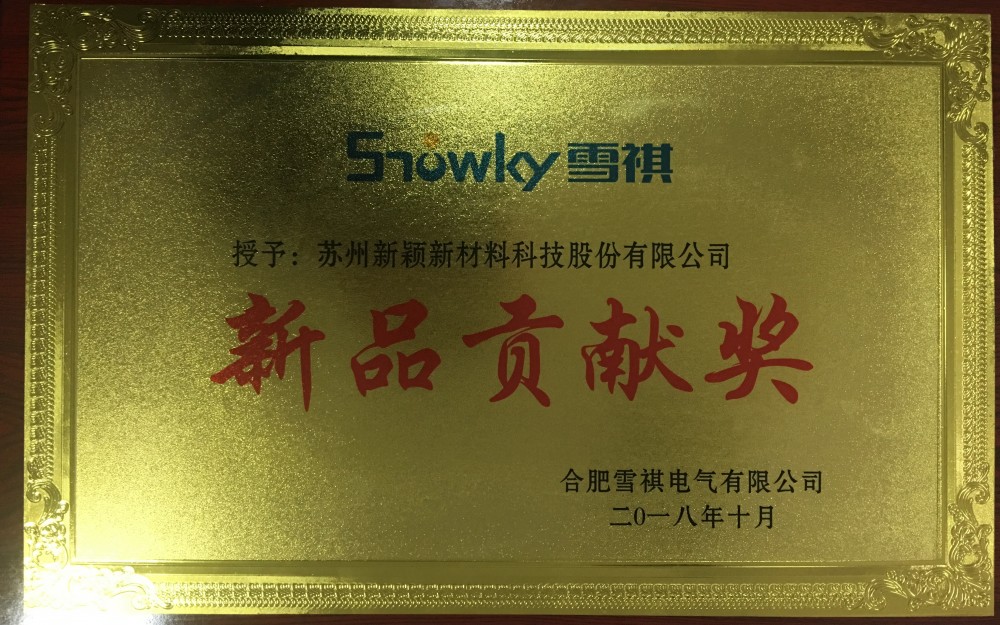 Snowky雪祺
授予：苏州新颖新材料科技股份有限公司
新品贡献奖
合肥雪祺电气有限公司
二0一八年十月